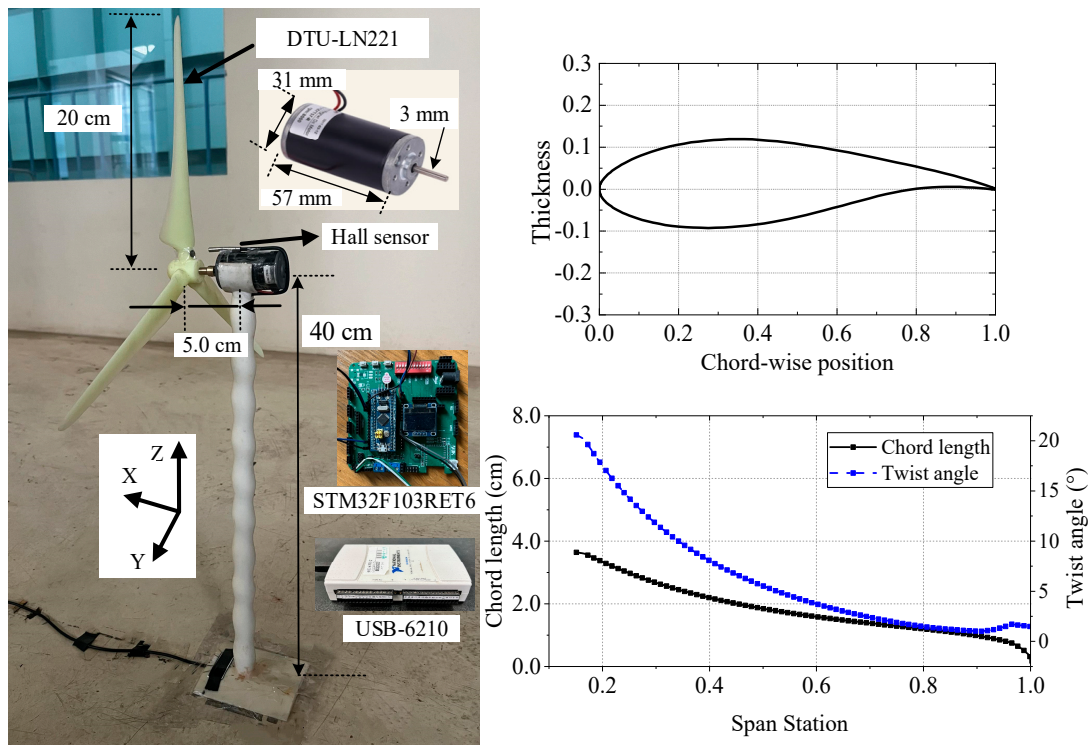 DTU-LN221
31 mm
3 mm
20 cm
57 mm
Hall sensor
5.0 cm
40 cm
Z
X
Y
STM32F103RET6
USB-6210
0.3
0.2
0.1
0.0
-0.1
-0.2
-0.3
Thickness
0.0 0.2 0.4 0.6 0.8 1.0
Chord-wise position
8.0
6.0
4.0
2.0
0.0
Chord length (cm)
Chord length
Twist angle
20
15
10
5
0
Twist angle (°)
0.2 0.4 0.6 0.8 1.0
Span Station